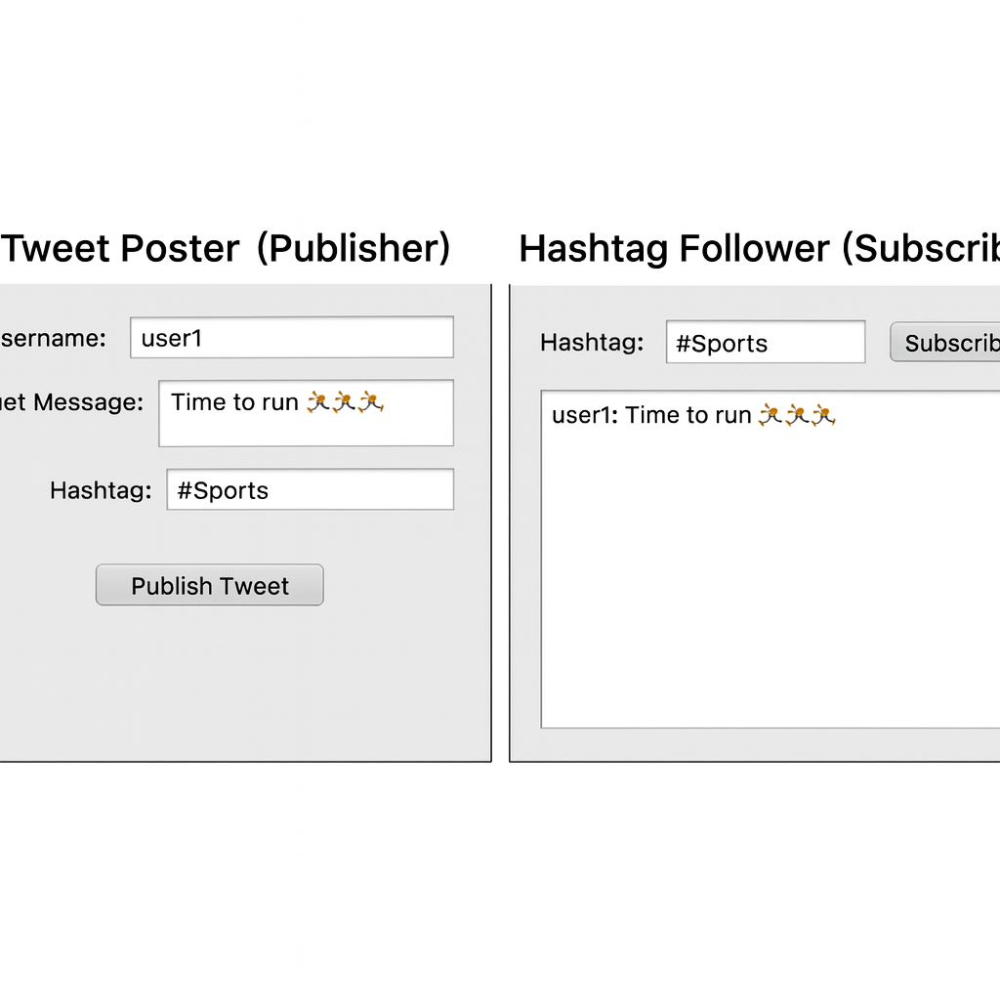 Tweet Poster (Publisher)
sername: user1
et Message: Time to run 🏃🏃🏃
Hashtag: #Sports
Publish Tweet
Hashtag Follower (Subscrib
Hashtag: #Sports Subscrib
user1: Time to run 🏃🏃🏃